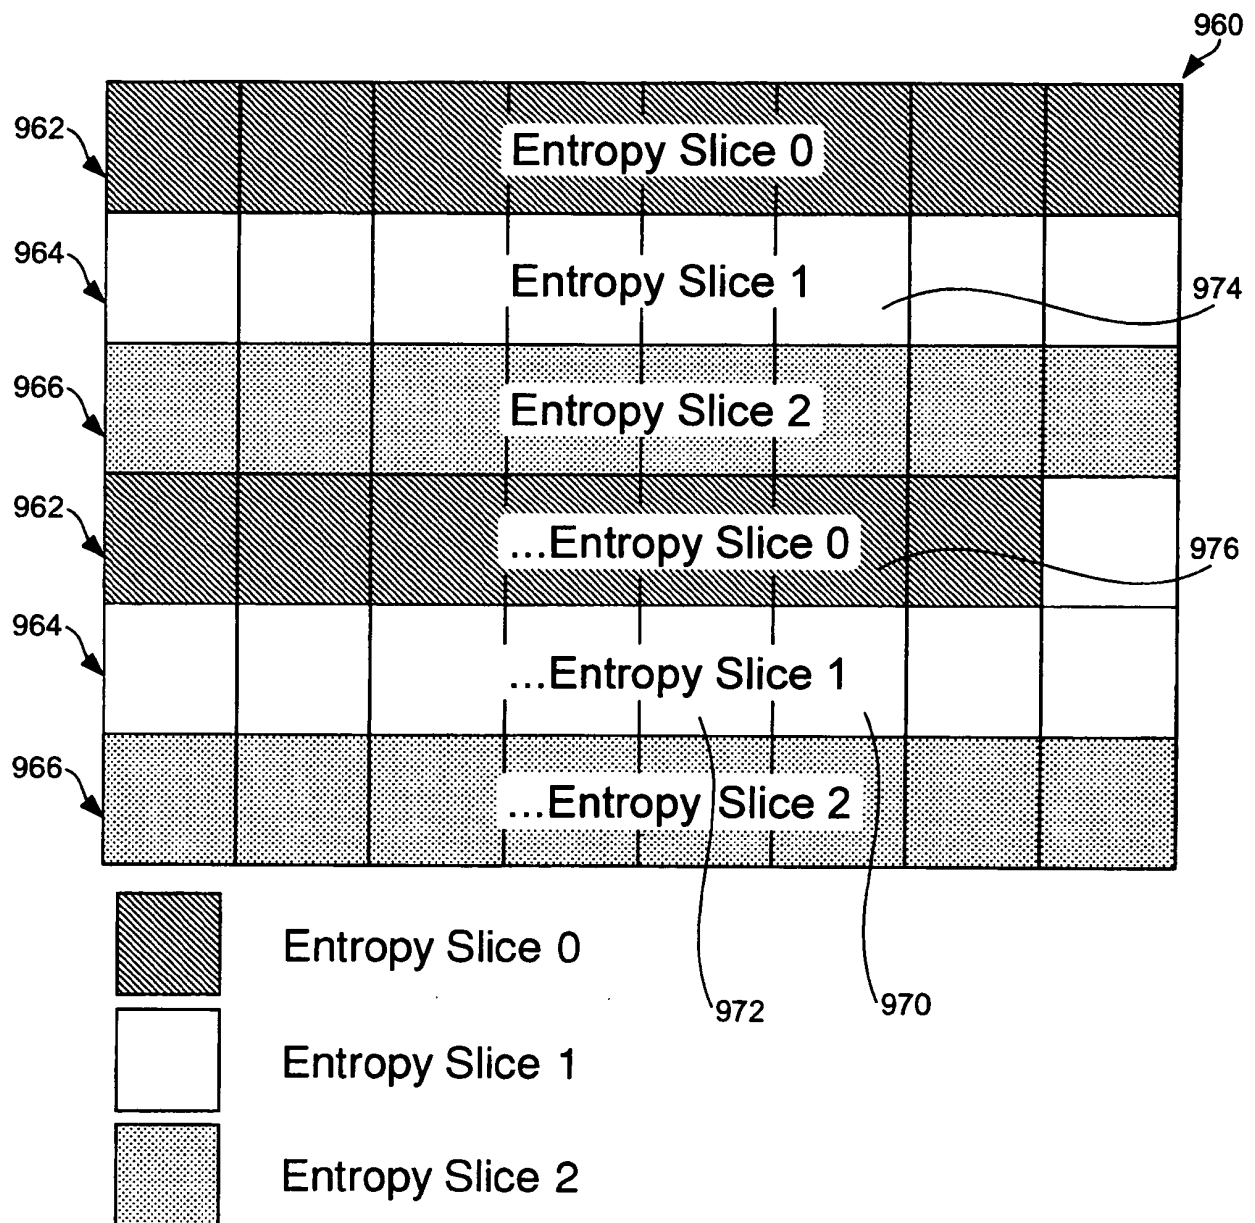 960
962
Entropy Slice 0
964
Entropy Slice 1
974
966
Entropy Slice 2
962
...Entropy Slice 0
976
964
...Entropy Slice 1
966
...Entropy Slice 2
972
970
Entropy Slice 0
Entropy Slice 1
Entropy Slice 2